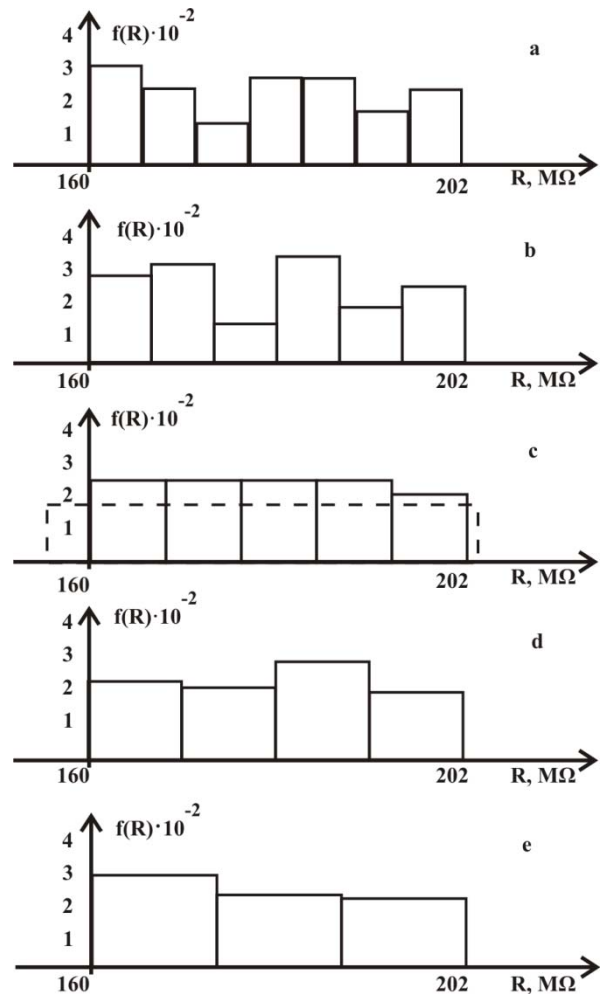 f(R)·10⁻² a
4
3
2
1
160 202 R, MΩ
f(R)·10⁻² b
4
3
2
1
160 202 R, MΩ
f(R)·10⁻² c
4
3
2
1
160 202 R, MΩ
f(R)·10⁻² d
4
3
2
1
160 202 R, MΩ
f(R)·10⁻² e
4
3
2
1
160 202 R, MΩ